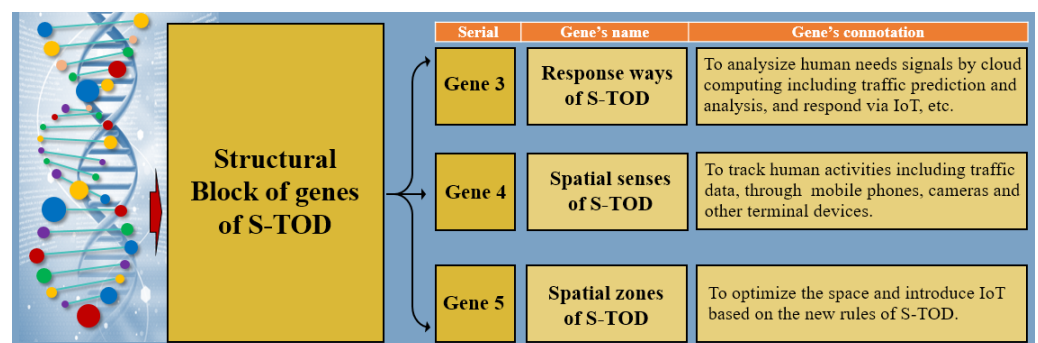 Serial Gene's name Gene's connotation
Structural
Block of genes
of S-TOD
Gene 3
Response ways
of S-TOD
To analysize human needs signals by cloud
computing including traffic prediction and
analysis, and respond via IoT, etc.
Gene 4
Spatial senses
of S-TOD
To track human activities including traffic
data, through mobile phones, cameras and
other terminal devices.
Gene 5
Spatial zones
of S-TOD
To optimize the space and introduce IoT
based on the new rules of S-TOD.